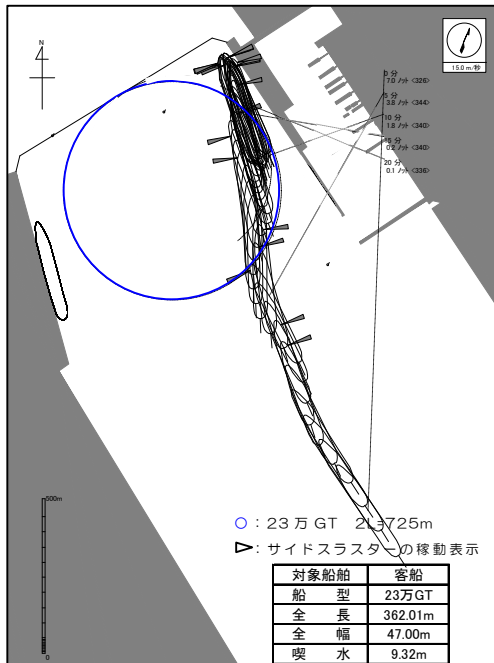 N
15.0 m/秒
0 分
7.0 ノット <326>
5 分
3.8 ノット <344>
10 分
1.8 ノット <340>
15 分
0.2 ノット <340>
20 分
0.1 ノット <336>
500m
0
○ : 23 万 GT 2L=725m
▷ : サイドスラスターの稼動表示
対象船舶 客船
船 型 23万GT
全 長 362.01m
全 幅 47.00m
喫 水 9.32m